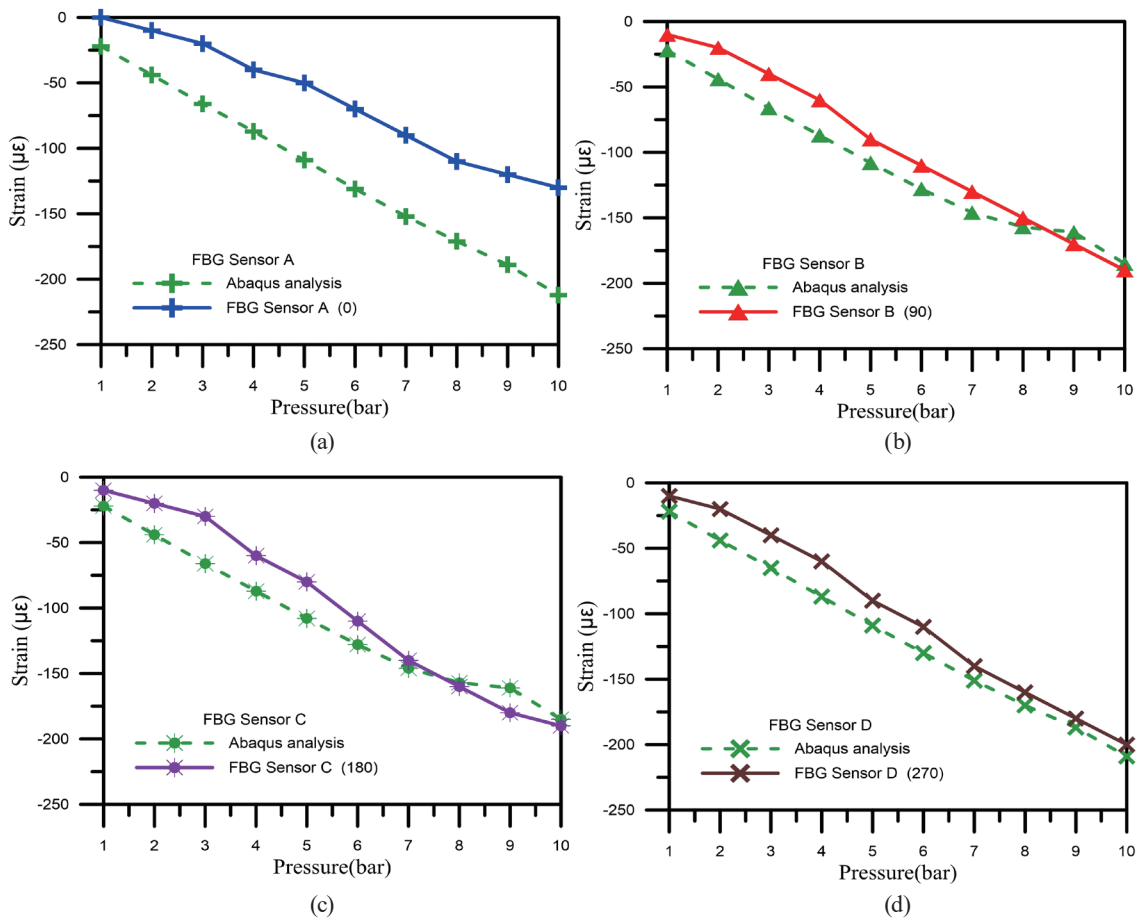 0
-50
-100
-150
-200
-250
Strain (με)
FBG Sensor A
Abaqus analysis
FBG Sensor A (0)
1 2 3 4 5 6 7 8 9 10
Pressure(bar)
(a)
0
-50
-100
-150
-200
-250
Strain (με)
FBG Sensor B
Abaqus analysis
FBG Sensor B (90)
1 2 3 4 5 6 7 8 9 10
Pressure(bar)
(b)
0
-50
-100
-150
-200
-250
Strain (με)
FBG Sensor C
Abaqus analysis
FBG Sensor C (180)
1 2 3 4 5 6 7 8 9 10
Pressure(bar)
(c)
0
-50
-100
-150
-200
-250
Strain (με)
FBG Sensor D
Abaqus analysis
FBG Sensor D (270)
1 2 3 4 5 6 7 8 9 10
Pressure(bar)
(d)